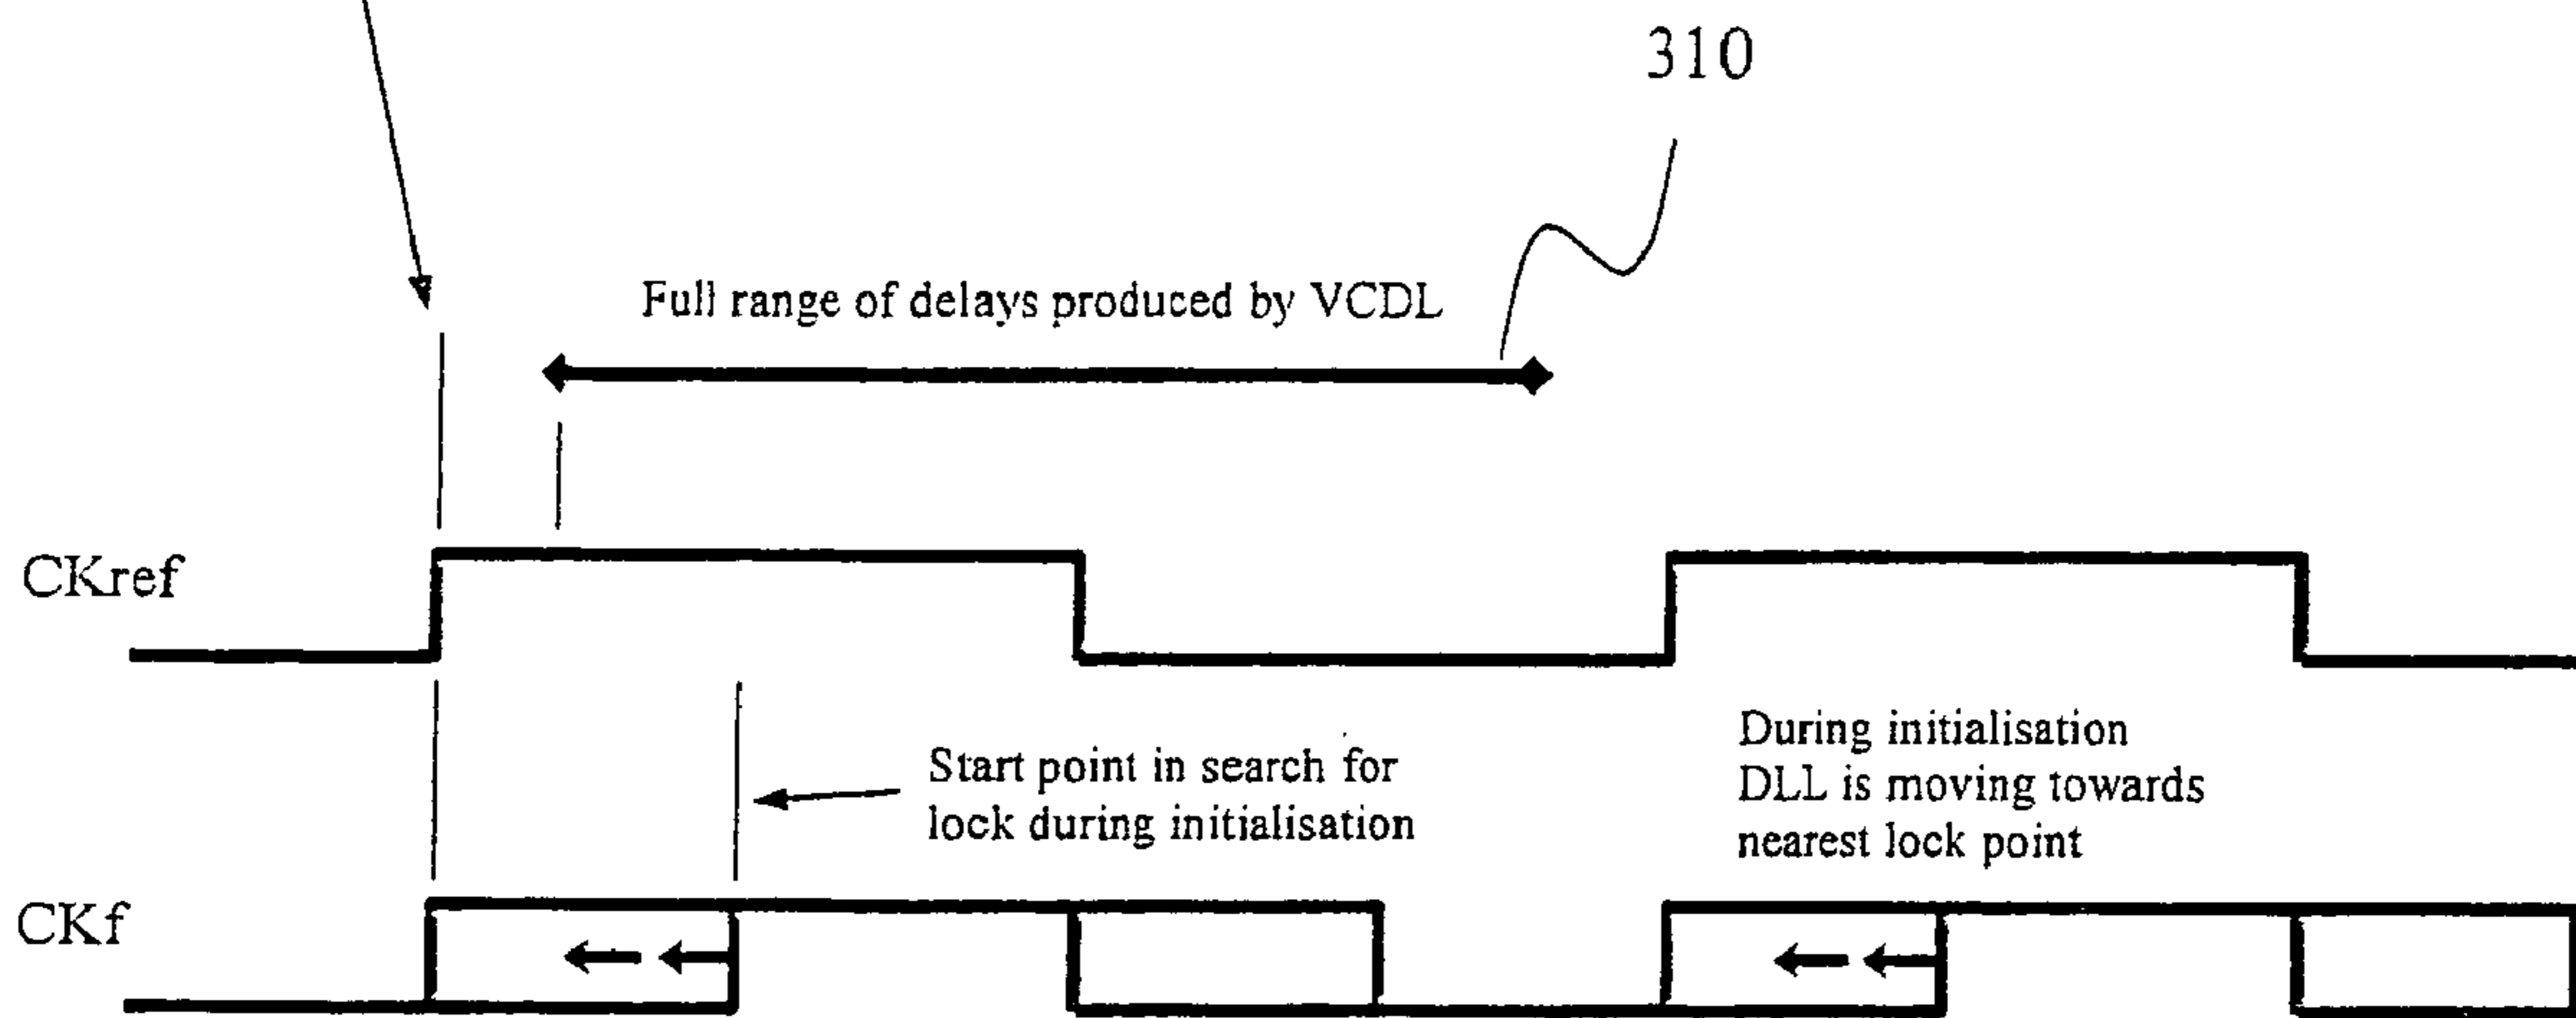 310
Full range of delays produced by VCDL
CKref
Start point in search for
lock during initialisation
During initialisation
DLL is moving towards
nearest lock point
CKf